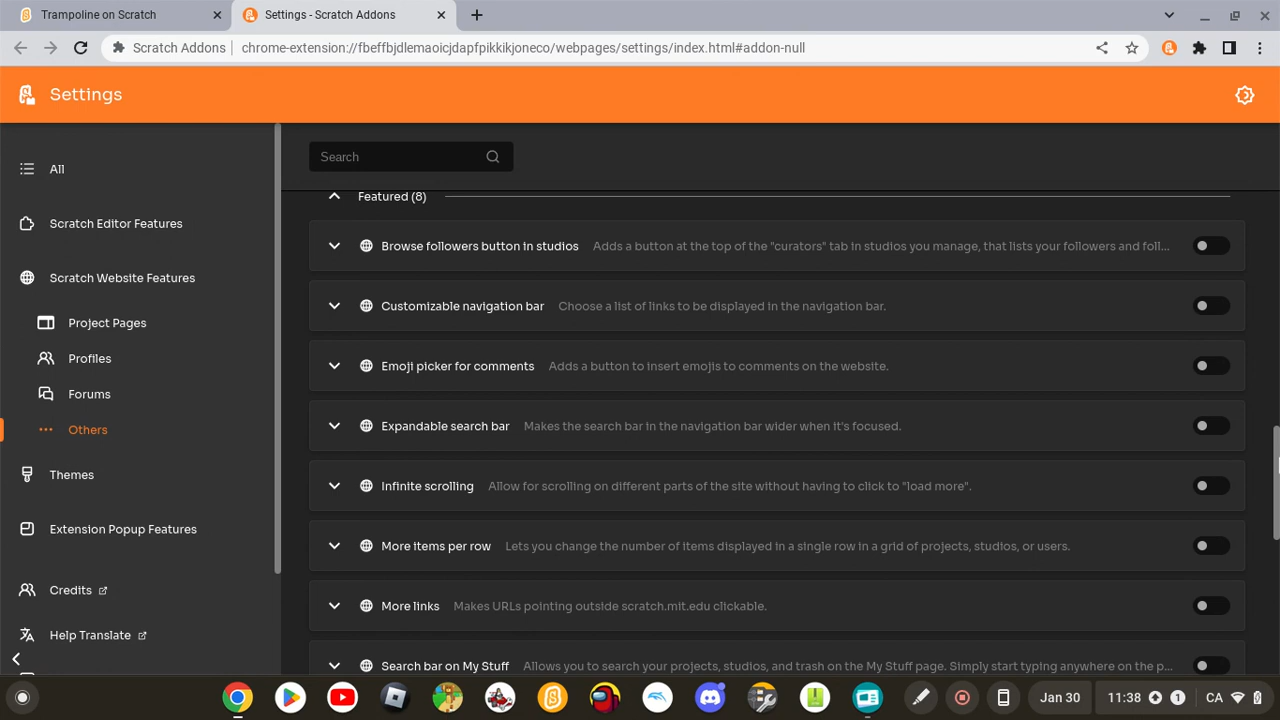 Trampoline on Scratch
Settings - Scratch Addons
Scratch Addons
chrome-extension://fbeffbjdlemaoicjdapfpikkikjoneco/webpages/settings/index.html#addon-null
Settings
All
Scratch Editor Features
Scratch Website Features
Project Pages
Profiles
Forums
Others
Themes
Extension Popup Features
Credits
Help Translate
Search
Featured (8)
Browse followers button in studios Adds a button at the top of the "curators" tab in studios you manage, that lists your followers and foll...
Customizable navigation bar Choose a list of links to be displayed in the navigation bar.
Emoji picker for comments Adds a button to insert emojis to comments on the website.
Expandable search bar Makes the search bar in the navigation bar wider when it's focused.
Infinite scrolling Allow for scrolling on different parts of the site without having to click to "load more".
More items per row Lets you change the number of items displayed in a single row in a grid of projects, studios, or users.
More links Makes URLs pointing outside scratch.mit.edu clickable.
Search bar on My Stuff Allows you to search your projects, studios, and trash on the My Stuff page. Simply start typing anywhere on the p...
Jan 30
11:38
1
CA